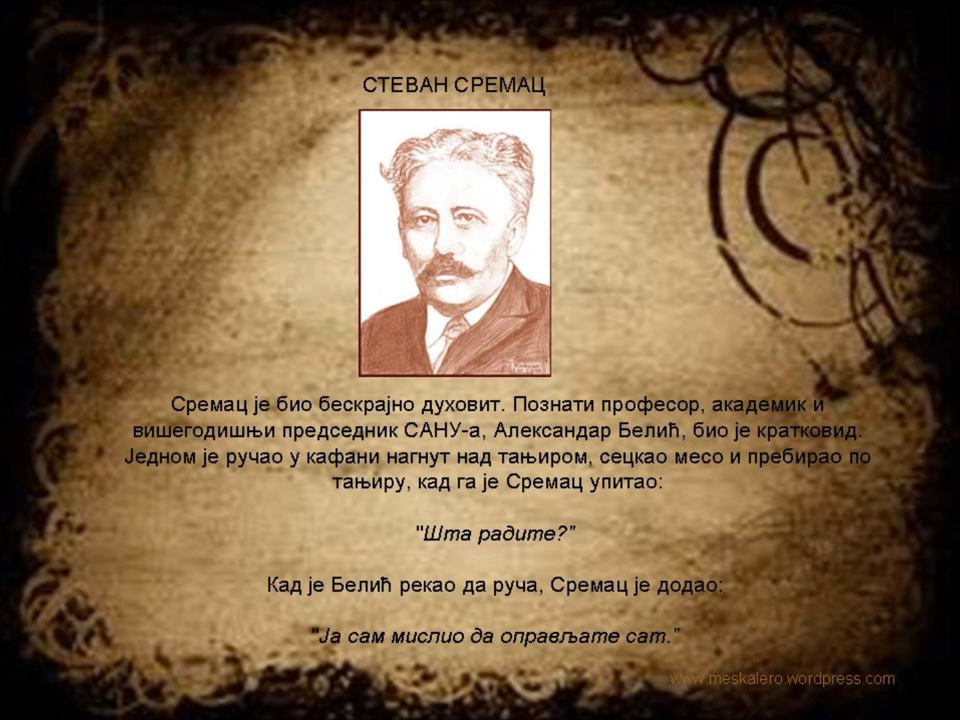 СТЕВАН СРЕМАЦ
Сремац је био бескрајно духовит. Познати професор, академик и
вишегодишњи председник САНУ-а, Александар Белић, био је кратковид.
Једном је ручао у кафани нагнут над тањиром, сецкао месо и пребирао по
тањиру, кад га је Сремац упитао:
"Шта радите?"
Кад је Белић рекао да руча, Сремац је додао:
"Ја сам мислио да оправљате сат."
www.meskalero.wordpress.com